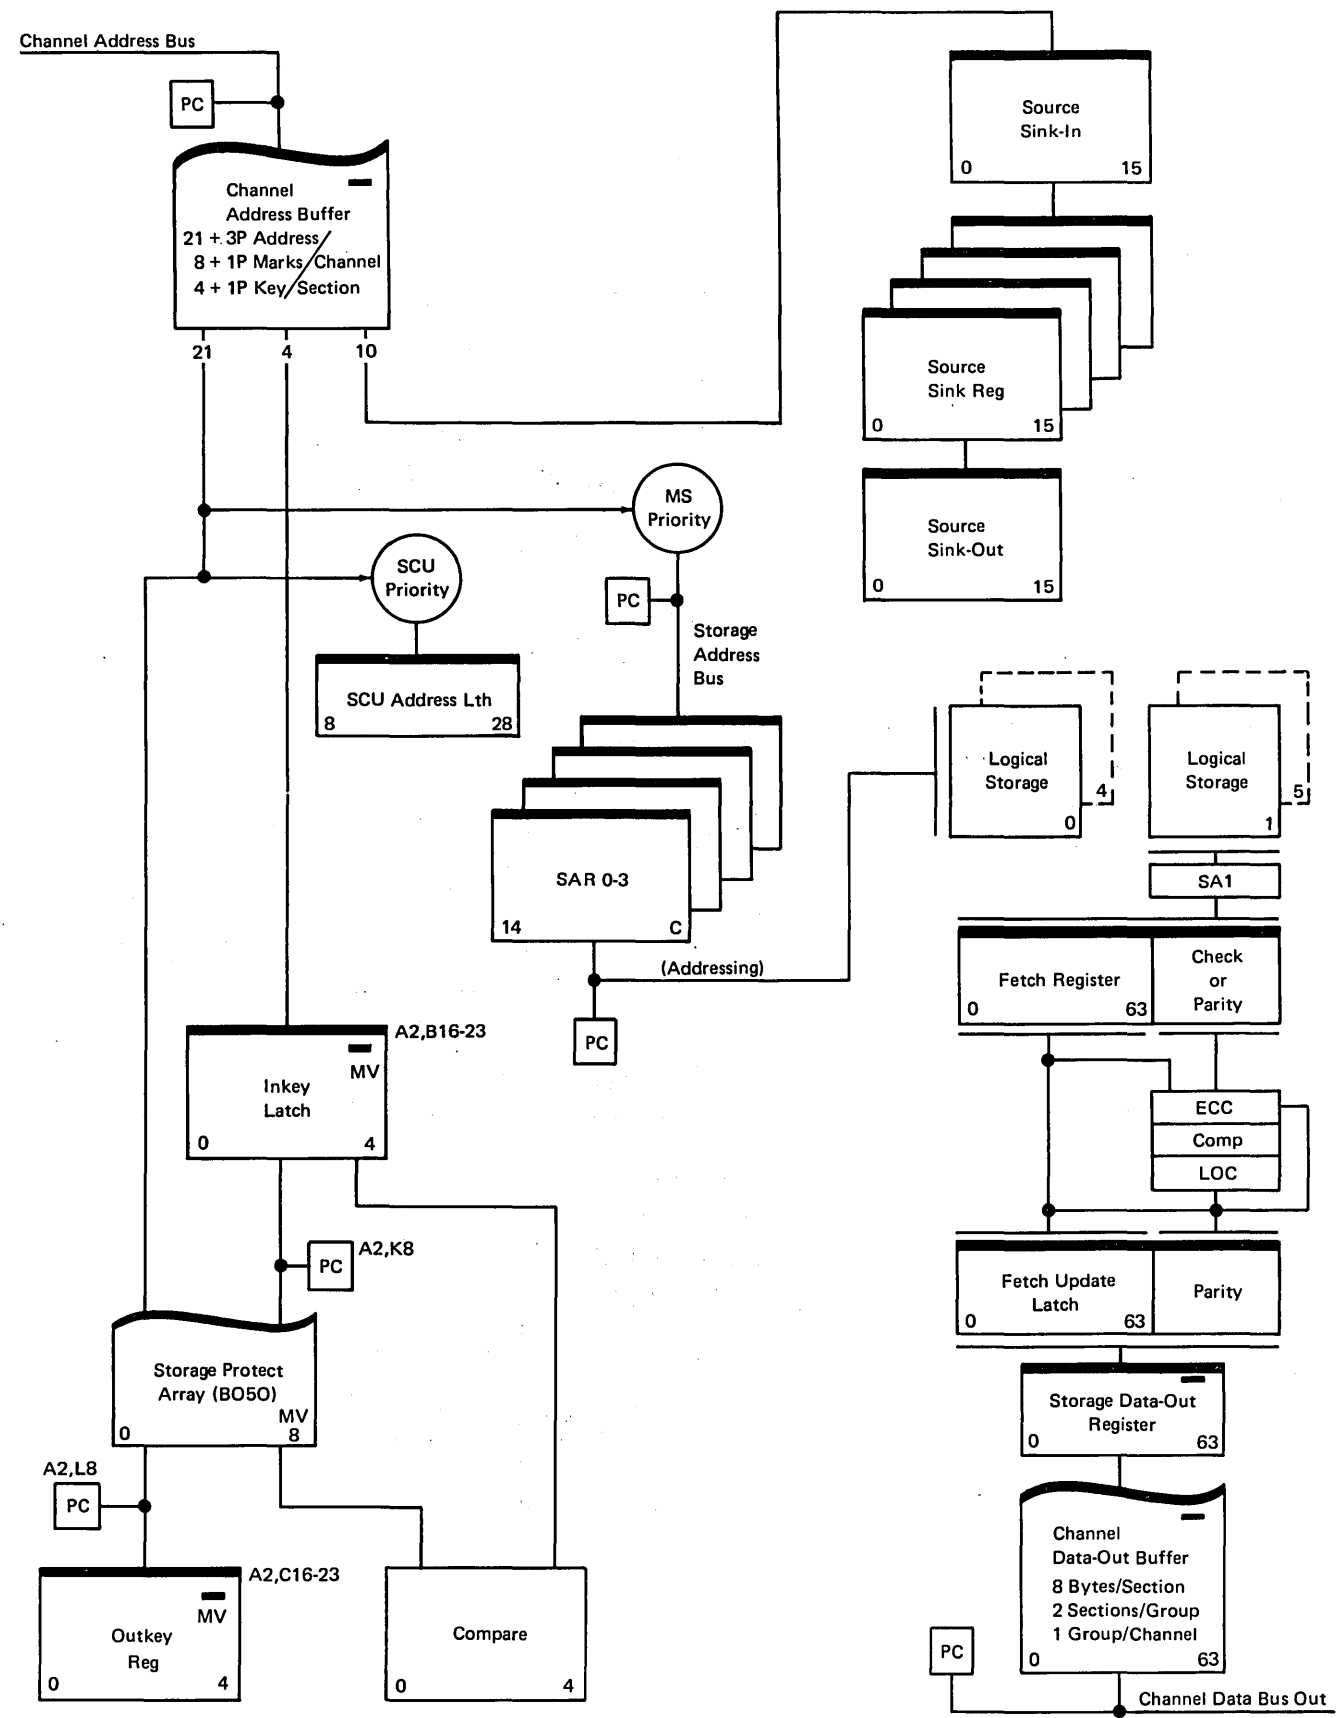 Channel Address Bus
PC
Channel
Address Buffer
21 + 3P Address/
8 + 1P Marks/Channel
4 + 1P Key/Section
21 4 10
Source
Sink-In
0 15
Source
Sink Reg
0 15
Source
Sink-Out
0 15
MS
Priority
SCU
Priority
PC
Storage
Address
Bus
SCU Address Lth
8 28
SAR 0-3
14 C
(Addressing)
PC
Logical
Storage
4
0
Logical
Storage
5
1
SA1
Fetch Register
0 63
Check
or
Parity
ECC
Comp
LOC
Fetch Update
Latch
0 63
Parity
Storage Data-Out
Register
0 63
Channel
Data-Out Buffer
8 Bytes/Section
2 Sections/Group
1 Group/Channel
0 63
PC
Channel Data Bus Out
A2,B16-23
MV
Inkey
Latch
0 4
A2,K8
PC
Storage Protect
Array (BO50)
MV
0 8
A2,L8
PC
A2,C16-23
MV
Outkey
Reg
0 4
Compare
0 4